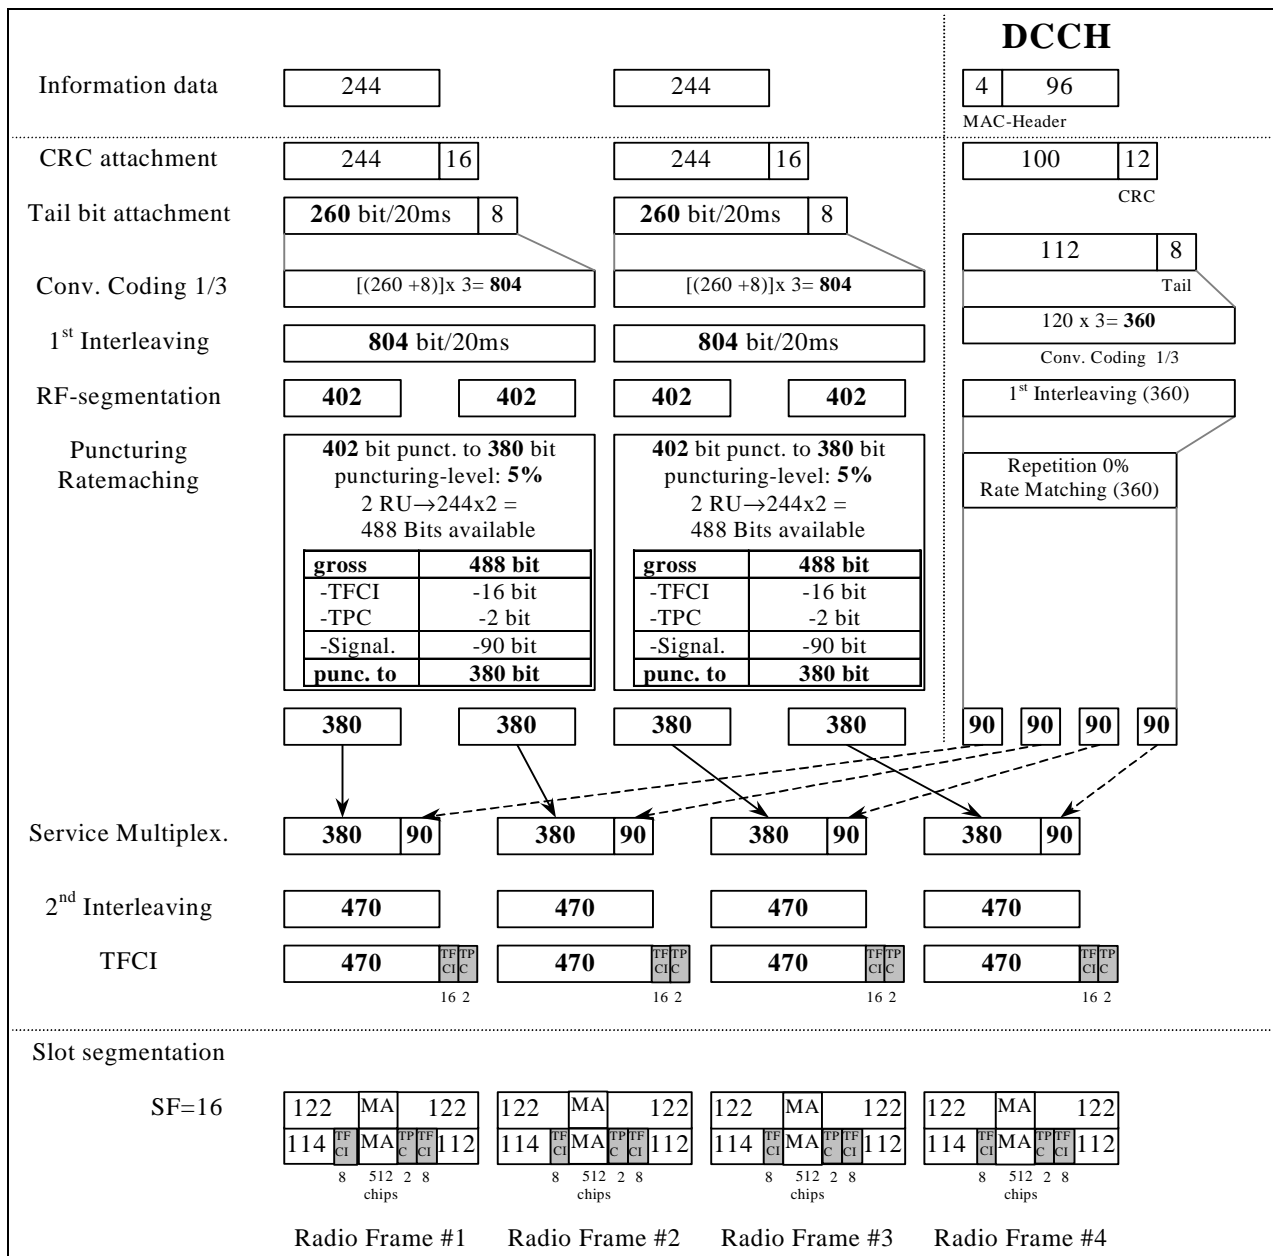 DCCH
Information data 244 244 4 96
MAC-Header
CRC attachment 244 16 244 16 100 12
CRC
Tail bit attachment 260 bit/20ms 8 260 bit/20ms 8
112 8
Tail
Conv. Coding 1/3 [(260 +8)]x 3= 804 [(260 +8)]x 3= 804
120 x 3= 360
Conv. Coding 1/3
1st Interleaving 804 bit/20ms 804 bit/20ms
RF-segmentation 402 402 402 402 1st Interleaving (360)
Puncturing
Ratemaching
402 bit punct. to 380 bit
puncturing-level: 5%
2 RU→244x2 =
488 Bits available
gross 488 bit
-TFCI -16 bit
-TPC -2 bit
-Signal. -90 bit
punc. to 380 bit
402 bit punct. to 380 bit
puncturing-level: 5%
2 RU→244x2 =
488 Bits available
gross 488 bit
-TFCI -16 bit
-TPC -2 bit
-Signal. -90 bit
punc. to 380 bit
Repetition 0%
Rate Matching (360)
380 380 380 380 90 90 90 90
Service Multiplex. 380 90 380 90 380 90 380 90
2nd Interleaving 470 470 470 470
TFCI 470 TFCI TPC 470 TFCI TPC 470 TFCI TPC 470 TFCI TPC
16 2 16 2 16 2 16 2
Slot segmentation
SF=16 122 MA 122 122 MA 122 122 MA 122 122 MA 122
114 TFCI MA TPC TFCI 112 114 TFCI MA TPC TFCI 112 114 TFCI MA TPC TFCI 112 114 TFCI MA TPC TFCI 112
8 512 2 8 8 512 2 8 8 512 2 8 8 512 2 8
chips chips chips chips
Radio Frame #1 Radio Frame #2 Radio Frame #3 Radio Frame #4